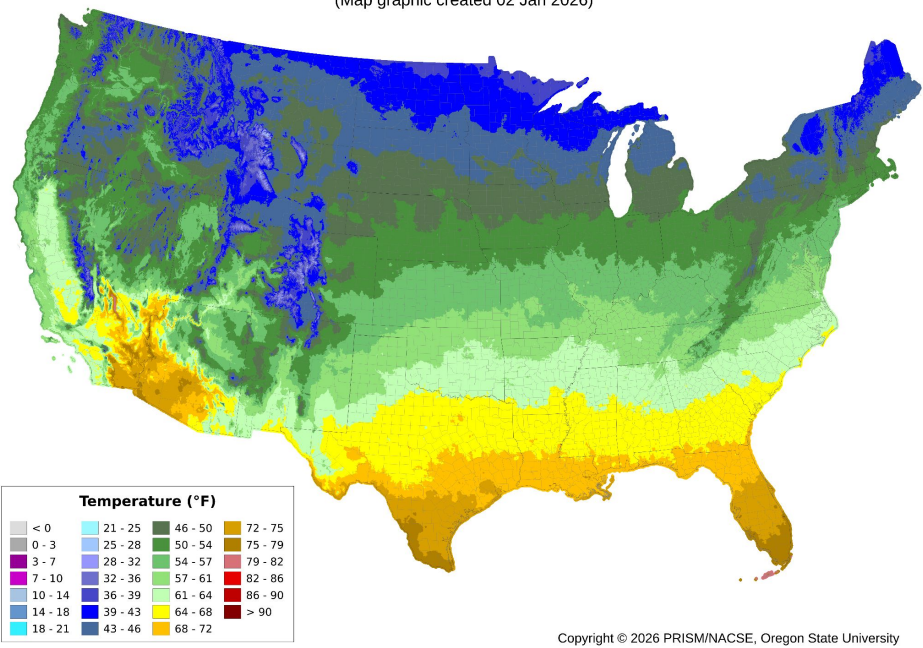 (Map graphic created 02 Jan 2026)
Temperature (°F)
< 0
0 - 3
3 - 7
7 - 10
10 - 14
14 - 18
18 - 21
21 - 25
25 - 28
28 - 32
32 - 36
36 - 39
39 - 43
43 - 46
46 - 50
50 - 54
54 - 57
57 - 61
61 - 64
64 - 68
68 - 72
72 - 75
75 - 79
79 - 82
82 - 86
86 - 90
> 90
Copyright © 2026 PRISM/NACSE, Oregon State University